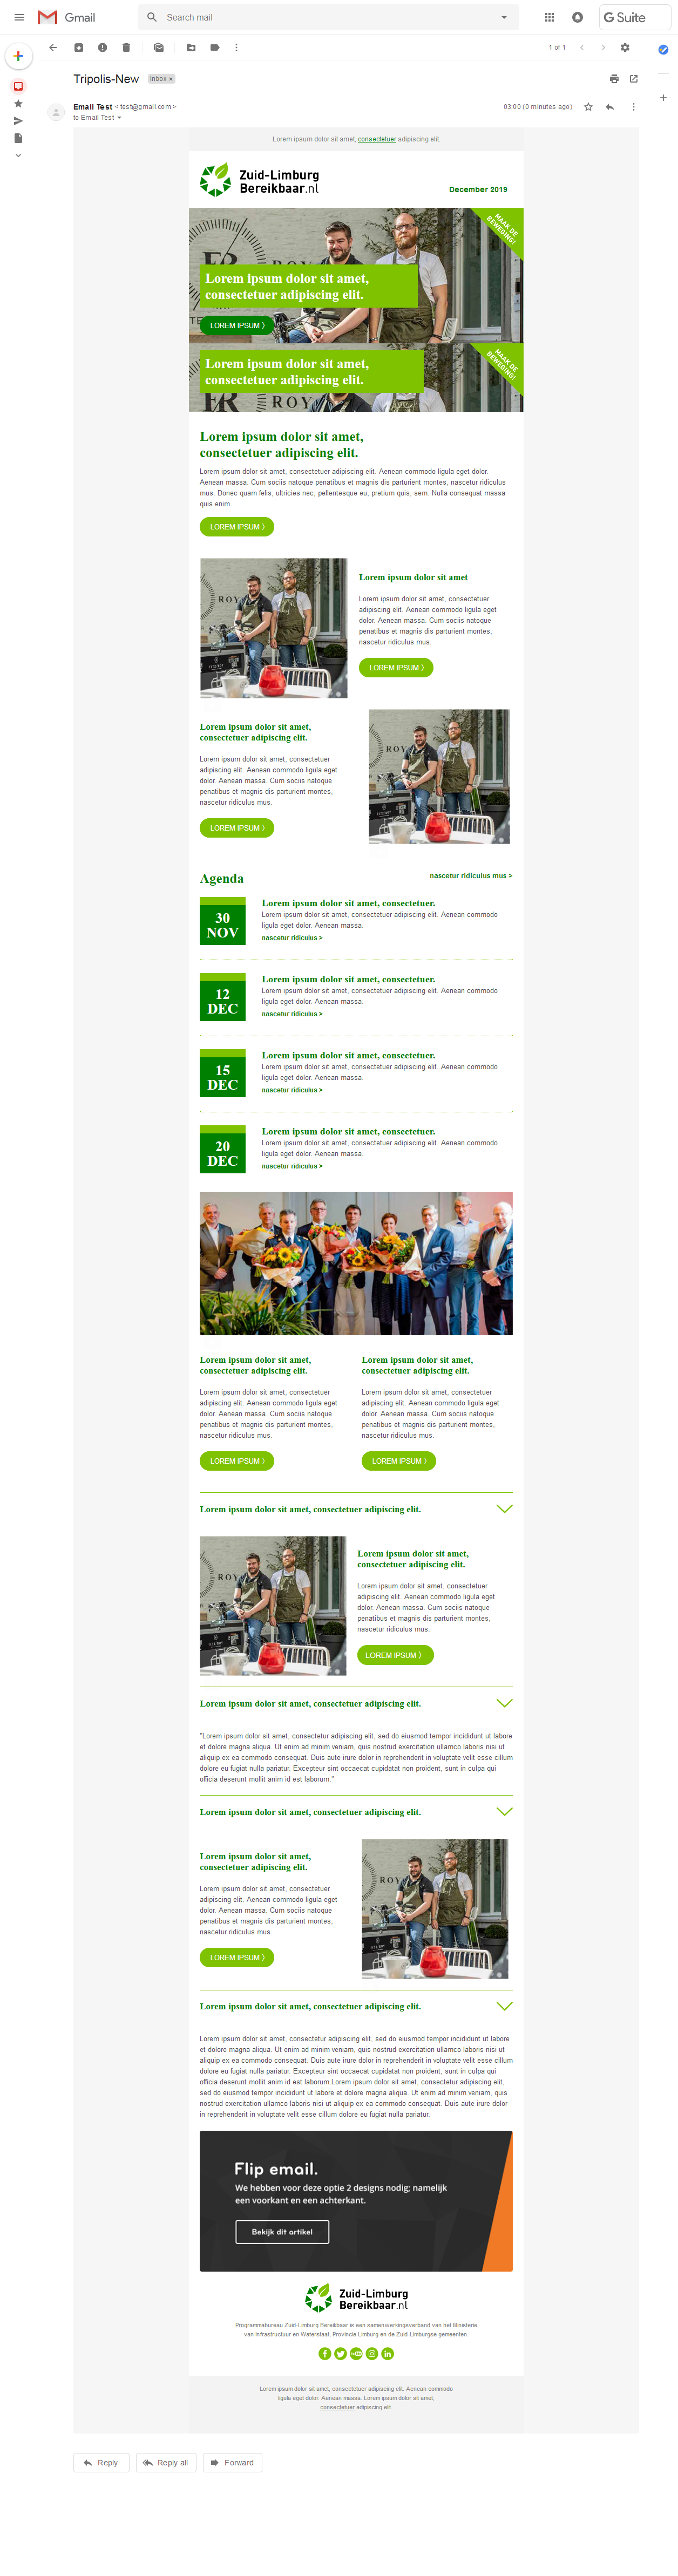 Gmail
Search mail
G Suite
1 of 1
Tripolis-New
Inbox ×
Email Test < test@gmail.com >
03:00 (0 minutes ago)
to Email Test
Lorem ipsum dolor sit amet, consectetuer adipiscing elit.
Zuid-Limburg
Bereikbaar.nl
December 2019
MAAK DE
BEWEGING!
Lorem ipsum dolor sit amet,
consectetuer adipiscing elit.
LOREM IPSUM 〉
MAAK DE
BEWEGING!
Lorem ipsum dolor sit amet,
consectetuer adipiscing elit.
ROY
Lorem ipsum dolor sit amet,
consectetuer adipiscing elit.
Lorem ipsum dolor sit amet, consectetuer adipiscing elit. Aenean commodo ligula eget dolor.
Aenean massa. Cum sociis natoque penatibus et magnis dis parturient montes, nascetur ridiculus
mus. Donec quam felis, ultricies nec, pellentesque eu, pretium quis, sem. Nulla consequat massa
quis enim.
LOREM IPSUM 〉
Lorem ipsum dolor sit amet
Lorem ipsum dolor sit amet, consectetuer
adipiscing elit. Aenean commodo ligula eget
dolor. Aenean massa. Cum sociis natoque
penatibus et magnis dis parturient montes,
nascetur ridiculus mus.
LOREM IPSUM 〉
Lorem ipsum dolor sit amet,
consectetuer adipiscing elit.
Lorem ipsum dolor sit amet, consectetuer
adipiscing elit. Aenean commodo ligula eget
dolor. Aenean massa. Cum sociis natoque
penatibus et magnis dis parturient montes,
nascetur ridiculus mus.
LOREM IPSUM 〉
ROY
Agenda
nascetur ridiculus mus >
30
NOV
Lorem ipsum dolor sit amet, consectetuer.
Lorem ipsum dolor sit amet, consectetuer adipiscing elit. Aenean commodo
ligula eget dolor. Aenean massa.
nascetur ridiculus >
12
DEC
Lorem ipsum dolor sit amet, consectetuer.
Lorem ipsum dolor sit amet, consectetuer adipiscing elit. Aenean commodo
ligula eget dolor. Aenean massa.
nascetur ridiculus >
15
DEC
Lorem ipsum dolor sit amet, consectetuer.
Lorem ipsum dolor sit amet, consectetuer adipiscing elit. Aenean commodo
ligula eget dolor. Aenean massa.
nascetur ridiculus >
20
DEC
Lorem ipsum dolor sit amet, consectetuer.
Lorem ipsum dolor sit amet, consectetuer adipiscing elit. Aenean commodo
ligula eget dolor. Aenean massa.
nascetur ridiculus >
Lorem ipsum dolor sit amet,
consectetuer adipiscing elit.
Lorem ipsum dolor sit amet, consectetuer
adipiscing elit. Aenean commodo ligula eget
dolor. Aenean massa. Cum sociis natoque
penatibus et magnis dis parturient montes,
nascetur ridiculus mus.
LOREM IPSUM 〉
Lorem ipsum dolor sit amet,
consectetuer adipiscing elit.
Lorem ipsum dolor sit amet, consectetuer
adipiscing elit. Aenean commodo ligula eget
dolor. Aenean massa. Cum sociis natoque
penatibus et magnis dis parturient montes,
nascetur ridiculus mus.
LOREM IPSUM 〉
Lorem ipsum dolor sit amet, consectetuer adipiscing elit.
Lorem ipsum dolor sit amet,
consectetuer adipiscing elit.
Lorem ipsum dolor sit amet, consectetuer
adipiscing elit. Aenean commodo ligula eget
dolor. Aenean massa. Cum sociis natoque
penatibus et magnis dis parturient montes,
nascetur ridiculus mus.
LOREM IPSUM 〉
Lorem ipsum dolor sit amet, consectetuer adipiscing elit.
"Lorem ipsum dolor sit amet, consectetur adipiscing elit, sed do eiusmod tempor incididunt ut labore
et dolore magna aliqua. Ut enim ad minim veniam, quis nostrud exercitation ullamco laboris nisi ut
aliquip ex ea commodo consequat. Duis aute irure dolor in reprehenderit in voluptate velit esse cillum
dolore eu fugiat nulla pariatur. Excepteur sint occaecat cupidatat non proident, sunt in culpa qui
officia deserunt mollit anim id est laborum."
Lorem ipsum dolor sit amet, consectetuer adipiscing elit.
Lorem ipsum dolor sit amet,
consectetuer adipiscing elit.
Lorem ipsum dolor sit amet, consectetuer
adipiscing elit. Aenean commodo ligula eget
dolor. Aenean massa. Cum sociis natoque
penatibus et magnis dis parturient montes,
nascetur ridiculus mus.
LOREM IPSUM 〉
Lorem ipsum dolor sit amet, consectetuer adipiscing elit.
Lorem ipsum dolor sit amet, consectetur adipiscing elit, sed do eiusmod tempor incididunt ut labore
et dolore magna aliqua. Ut enim ad minim veniam, quis nostrud exercitation ullamco laboris nisi ut
aliquip ex ea commodo consequat. Duis aute irure dolor in reprehenderit in voluptate velit esse cillum
dolore eu fugiat nulla pariatur. Excepteur sint occaecat cupidatat non proident, sunt in culpa qui
officia deserunt mollit anim id est laborum.Lorem ipsum dolor sit amet, consectetur adipiscing elit,
sed do eiusmod tempor incididunt ut labore et dolore magna aliqua. Ut enim ad minim veniam, quis
nostrud exercitation ullamco laboris nisi ut aliquip ex ea commodo consequat. Duis aute irure dolor
in reprehenderit in voluptate velit esse cillum dolore eu fugiat nulla pariatur.
Flip email.
We hebben voor deze optie 2 designs nodig; namelijk
een voorkant en een achterkant.
Bekijk dit artikel
Zuid-Limburg
Bereikbaar.nl
Programmabureau Zuid-Limburg Bereikbaar is een samenwerkingsverband van het Ministerie
van Infrastructuur en Waterstaat, Provincie Limburg en de Zuid-Limburgse gemeenten.
Lorem ipsum dolor sit amet, consectetuer adipiscing elit. Aenean commodo
ligula eget dolor. Aenean massa. Lorem ipsum dolor sit amet,
consectetuer adipiscing elit.
Reply
Reply all
Forward